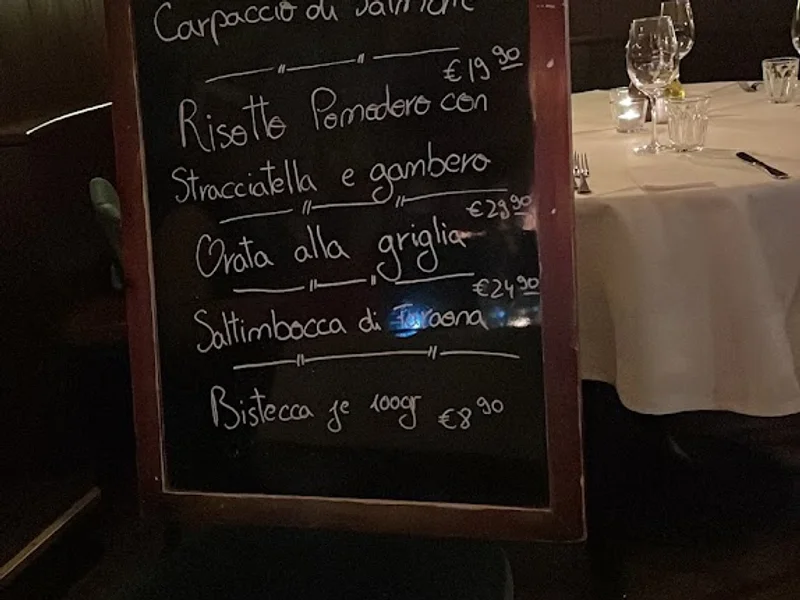 Carpaccio di Salmone
€19 90
Risotto Pomodoro con
Stracciatella e gambero
€29 90
Orata alla griglia
€24 90
Saltimbocca di Faraona
Bistecca je 100gr €8 90